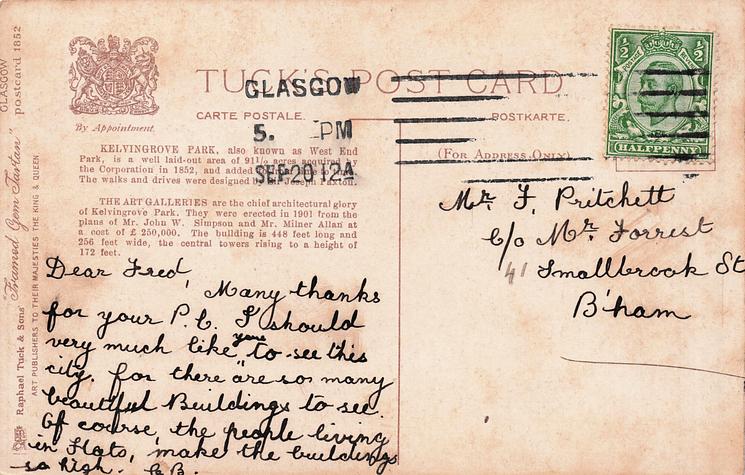 TUCK'S POST CARD
CARTE POSTALE. POSTKARTE.
(FOR ADDRESS ONLY)
By Appointment.
GLASGOW
5. PM
SEP 20 12A
1/2 1/2
POSTAGE
HALFPENNY
KELVINGROVE PARK, also known as West End
Park, is a well laid-out area of 91½ acres acquired by
the Corporation in 1852, and added
The walks and drives were designed by Sir Joseph Paxton.
THE ART GALLERIES are the chief architectural glory
of Kelvingrove Park. They were erected in 1901 from the
plans of Mr. John W. Simpson and Mr. Milner Allan at
a cost of £ 250,000. The building is 448 feet long and
256 feet wide, the central towers rising to a height of
172 feet.
Dear Fred,
Many thanks
for your P.C. I should
very much like you to see this
city. for there are so many
beautiful Buildings to see.
Of course, the people living
in flats, make the buildings
so high.
Mr. F. Pritchett
c/o Mr. Forrest
41 Smallbrook St
B'ham
GLASGOW
postcard 1852
Raphael Tuck & Sons' "Framed Gem Tartan"
ART PUBLISHERS TO THEIR MAJESTIES THE KING & QUEEN